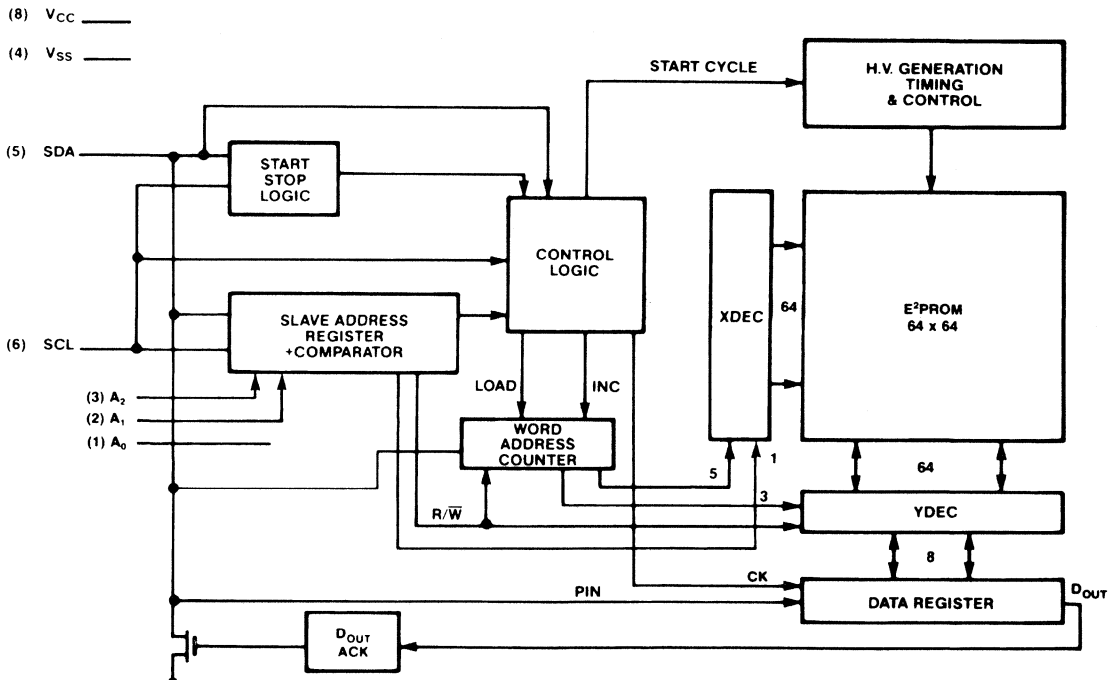 (8) VCC
(4) VSS
START CYCLE
H.V. GENERATION
TIMING
& CONTROL
(5) SDA
START
STOP
LOGIC
CONTROL
LOGIC
XDEC
64
E²PROM
64 x 64
SLAVE ADDRESS
REGISTER
+COMPARATOR
(6) SCL
(3) A₂
(2) A₁
(1) A₀
LOAD
INC
WORD
ADDRESS
COUNTER
5
1
64
3
R/W̅
YDEC
8
CK
PIN
DATA REGISTER
DOUT
DOUT
ACK